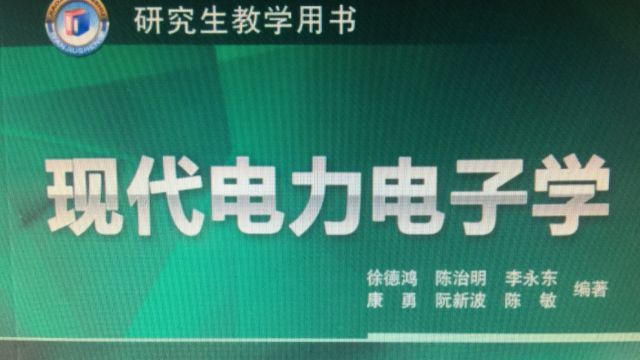 研究生教学用书
现代电力电子学
徐德鸿 陈治明 李永东
康勇 阮新波 陈敏 编著